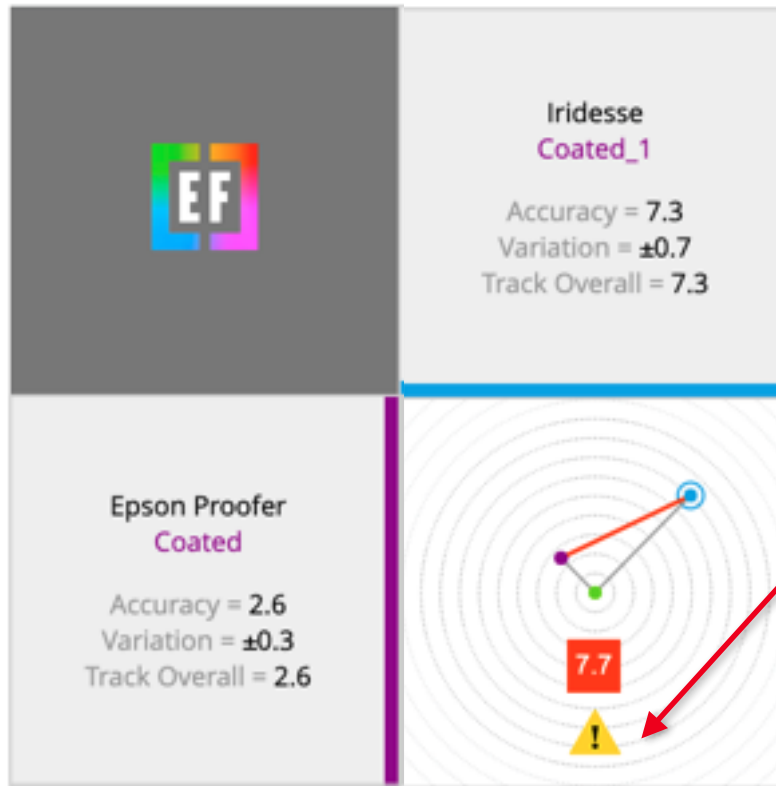 EF
Iridesse
Coated_1
Accuracy = 7.3
Variation = ±0.7
Track Overall = 7.3
Epson Proofer
Coated
Accuracy = 2.6
Variation = ±0.3
Track Overall = 2.6
7.7
!